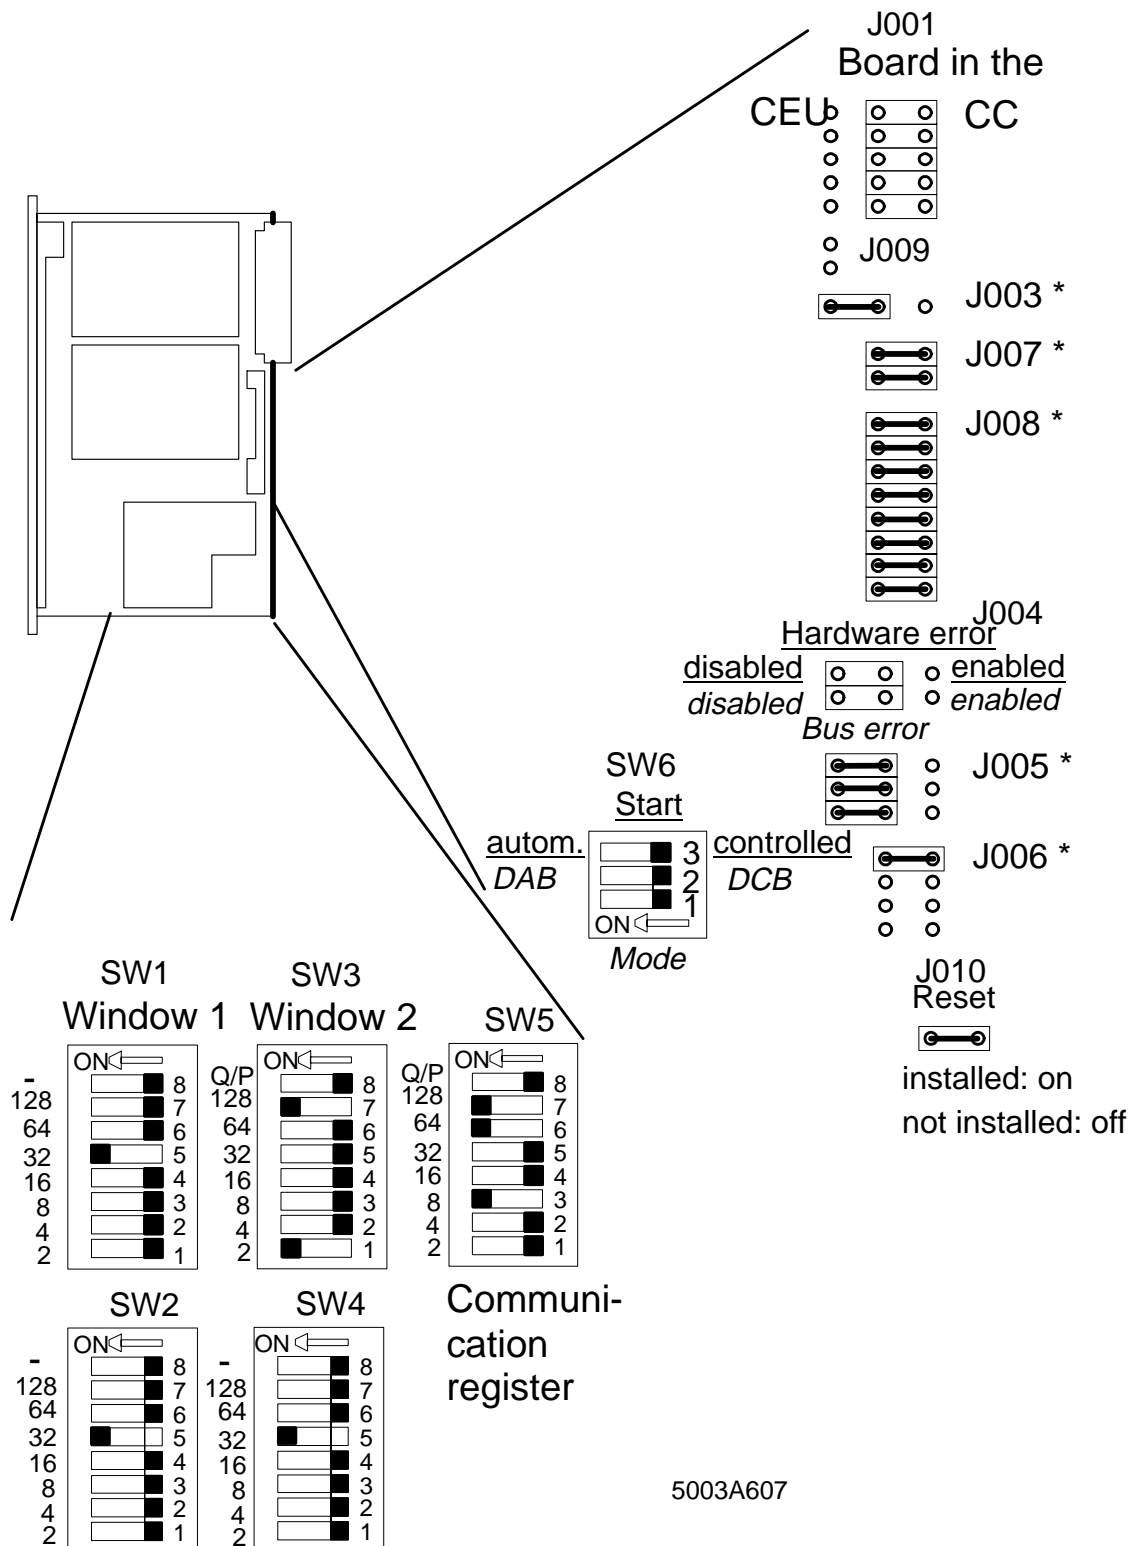 J001
Board in the
CEU CC
J009
J003 *
J007 *
J008 *
J004
Hardware error
disabled enabled
disabled enabled
Bus error
J005 *
SW6
Start
autom. 3 controlled
DAB 2 DCB
1
ON
Mode
J006 *
J010
Reset
installed: on
not installed: off
SW1
Window 1
ON
- 8
128 7
64 6
32 5
16 4
8 3
4 2
2 1
SW3
Window 2
ON
Q/P 8
128 7
64 6
32 5
16 4
8 3
4 2
2 1
SW5
ON
Q/P 8
128 7
64 6
32 5
16 4
8 3
4 2
2 1
Communi-
cation
register
SW2
ON
- 8
128 7
64 6
32 5
16 4
8 3
4 2
2 1
SW4
ON
- 8
128 7
64 6
32 5
16 4
8 3
4 2
2 1
5003A607